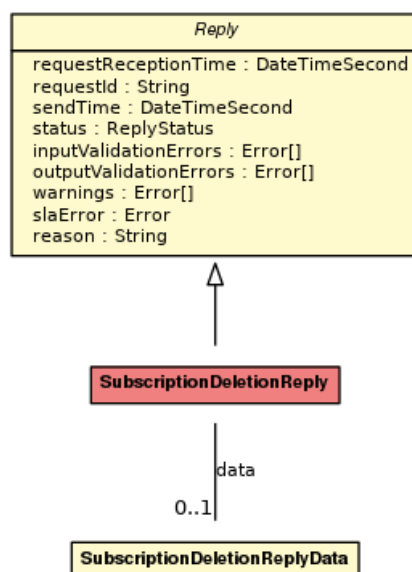 Reply
requestReceptionTime : DateTimeSecond
requestId : String
sendTime : DateTimeSecond
status : ReplyStatus
inputValidationErrors : Error[]
outputValidationErrors : Error[]
warnings : Error[]
slaError : Error
reason : String
SubscriptionDeletionReply
data
0..1
SubscriptionDeletionReplyData